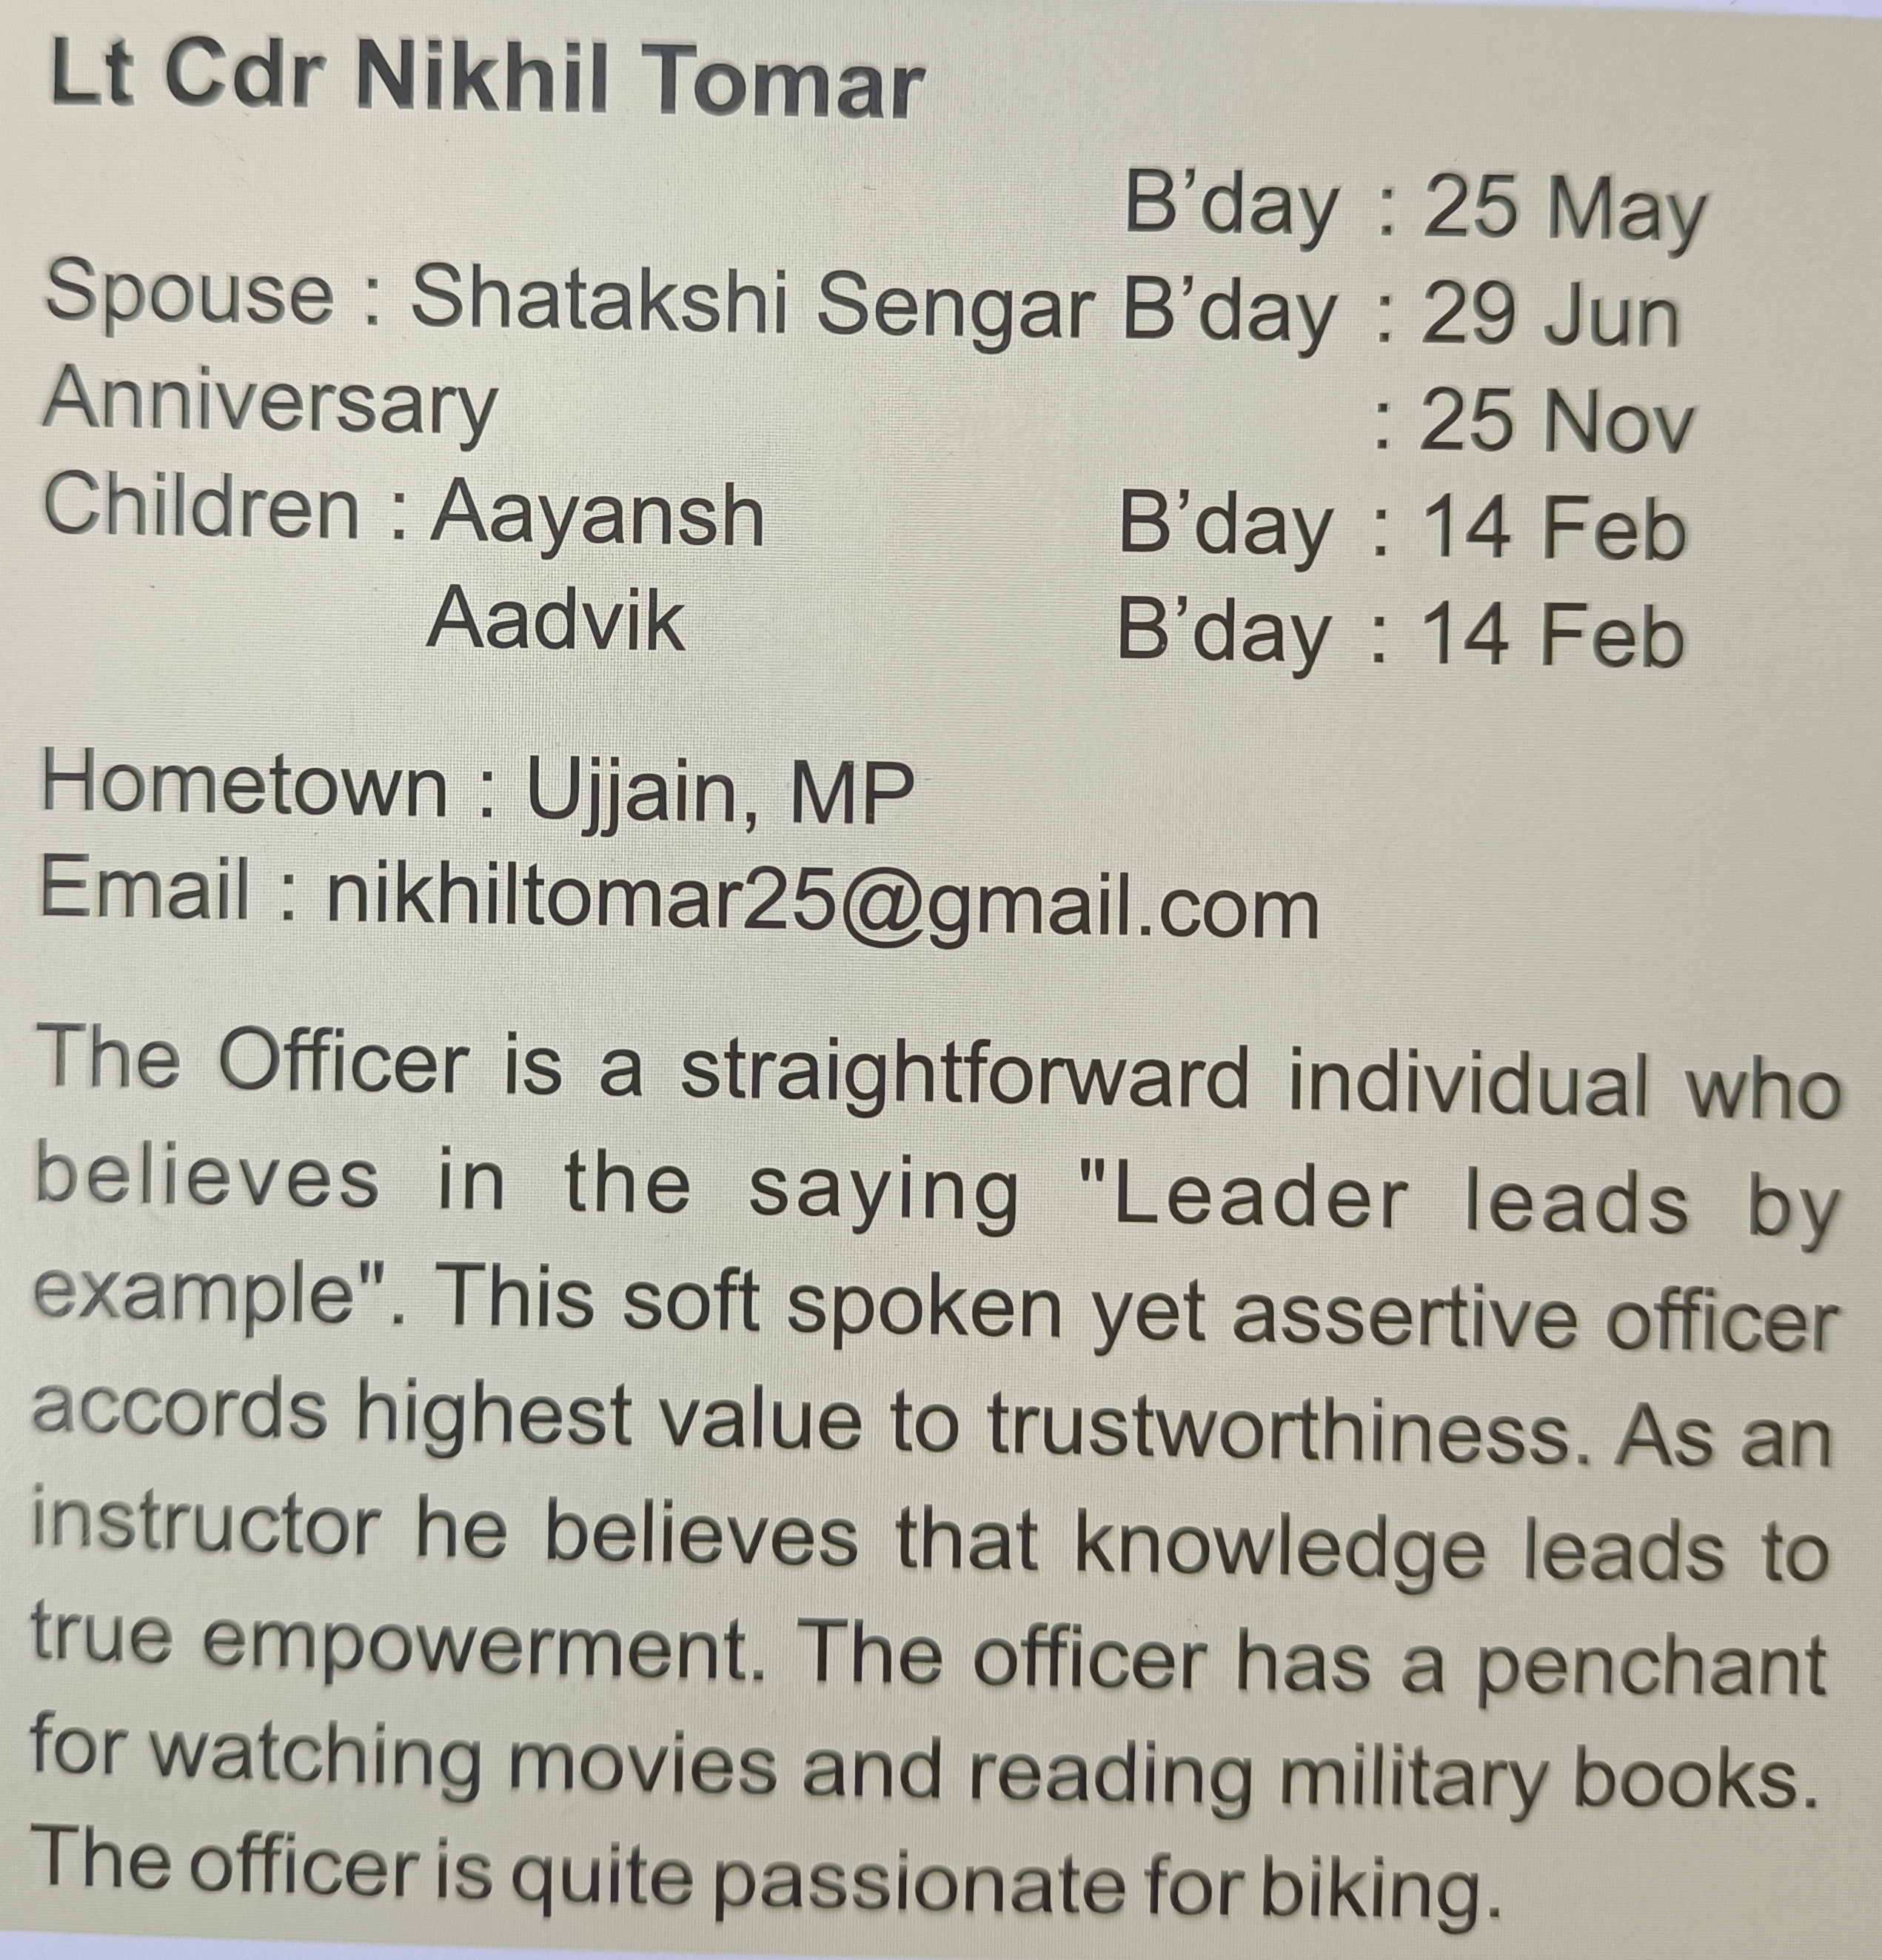 Lt Cdr Nikhil Tomar
B’day : 25 May
Spouse : Shatakshi Sengar B’day : 29 Jun
Anniversary : 25 Nov
Children : Aayansh B’day : 14 Feb
Aadvik B’day : 14 Feb
Hometown : Ujjain, MP
Email : nikhiltomar25@gmail.com
The Officer is a straightforward individual who
believes in the saying "Leader leads by
example". This soft spoken yet assertive officer
accords highest value to trustworthiness. As an
instructor he believes that knowledge leads to
true empowerment. The officer has a penchant
for watching movies and reading military books.
The officer is quite passionate for biking.